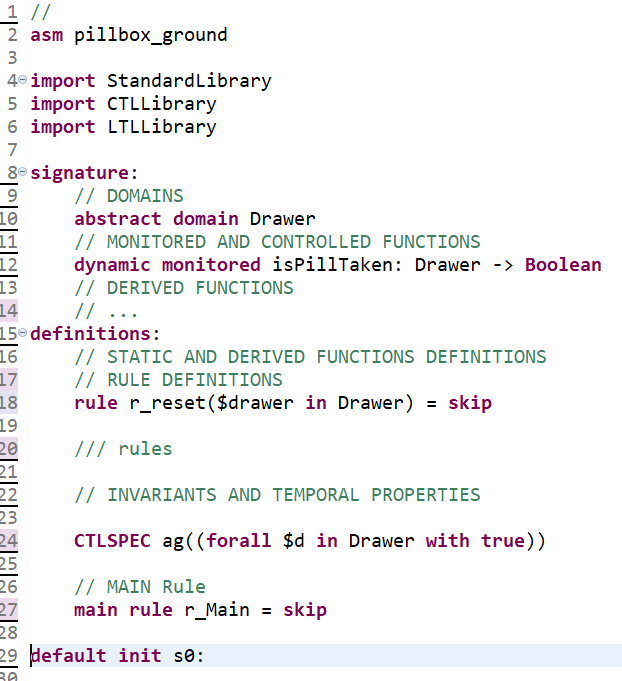 1 //
2 asm pillbox_ground
3
4 import StandardLibrary
5 import CTLLibrary
6 import LTLLibrary
7
8 signature:
9 // DOMAINS
10 abstract domain Drawer
11 // MONITORED AND CONTROLLED FUNCTIONS
12 dynamic monitored isPillTaken: Drawer -> Boolean
13 // DERIVED FUNCTIONS
14 // ...
15 definitions:
16 // STATIC AND DERIVED FUNCTIONS DEFINITIONS
17 // RULE DEFINITIONS
18 rule r_reset($drawer in Drawer) = skip
19
20 /// rules
21
22 // INVARIANTS AND TEMPORAL PROPERTIES
23
24 CTLSPEC ag((forall $d in Drawer with true))
25
26 // MAIN Rule
27 main rule r_Main = skip
28
29 default init s0:
30